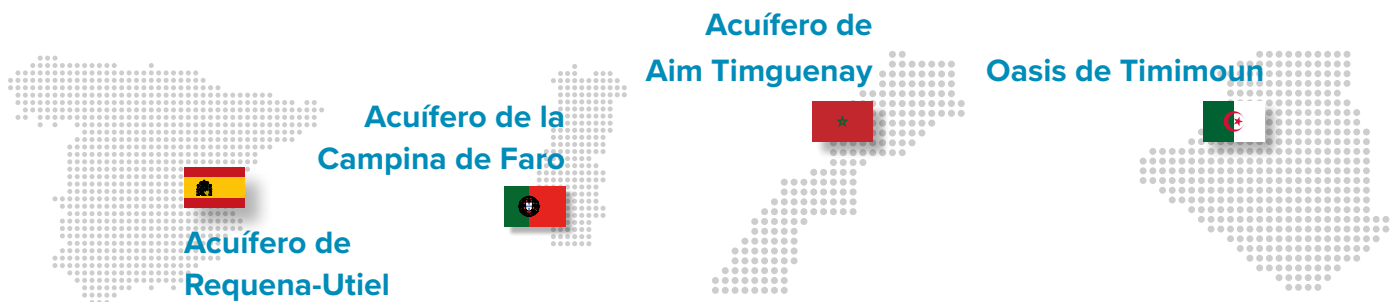 Acuífero de
Requena-Utiel
Acuífero de la
Campina de Faro
Acuífero de
Aim Timguenay
Oasis de Timimoun